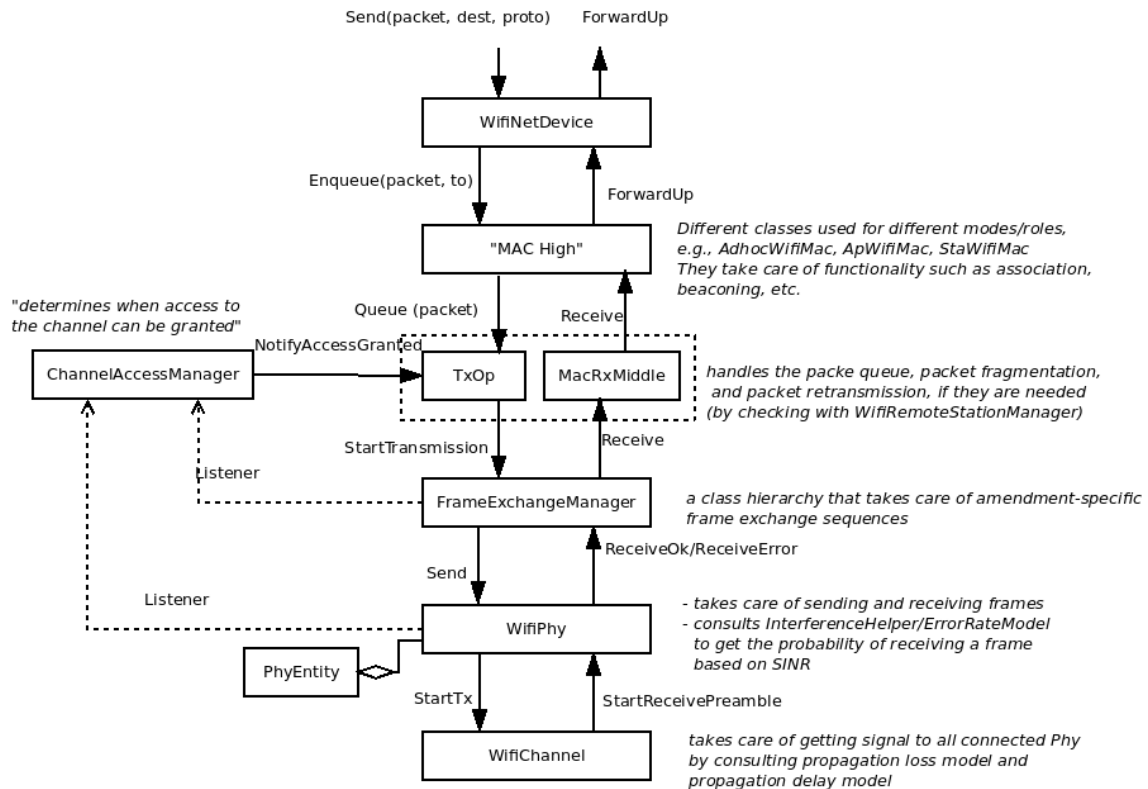 Send(packet, dest, proto)
ForwardUp
WifiNetDevice
Enqueue(packet, to)
ForwardUp
"MAC High"
Different classes used for different modes/roles,
e.g., AdhocWifiMac, ApWifiMac, StaWifiMac
They take care of functionality such as association,
beaconing, etc.
"determines when access to
the channel can be granted"
Queue (packet)
Receive
NotifyAccessGranted
ChannelAccessManager
TxOp
MacRxMiddle
handles the packe queue, packet fragmentation,
and packet retransmission, if they are needed
(by checking with WifiRemoteStationManager)
StartTransmission
Receive
Listener
FrameExchangeManager
a class hierarchy that takes care of amendment-specific
frame exchange sequences
ReceiveOk/ReceiveError
Send
Listener
WifiPhy
- takes care of sending and receiving frames
- consults InterferenceHelper/ErrorRateModel
to get the probability of receiving a frame
based on SINR
PhyEntity
StartTx
StartReceivePreamble
WifiChannel
takes care of getting signal to all connected Phy
by consulting propagation loss model and
propagation delay model